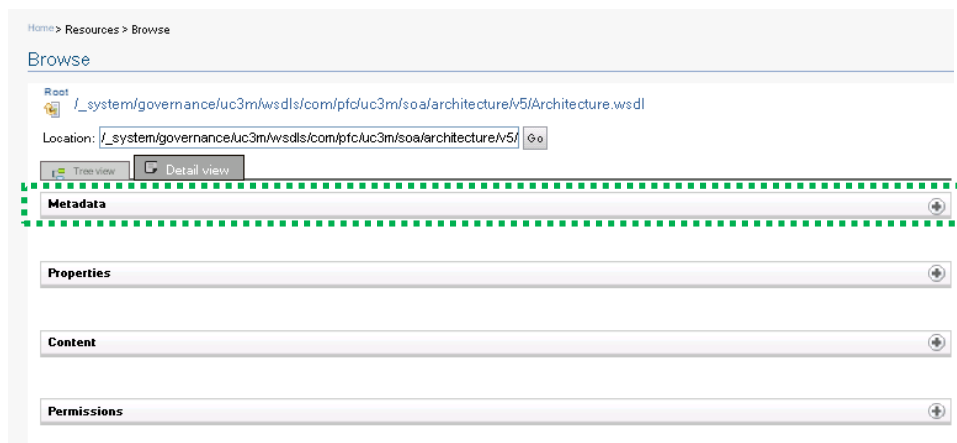 Home > Resources > Browse
Browse
Root
/_system/governance/uc3m/wsdls/com/pfc/uc3m/soa/architecture/v5/Architecture.wsdl
Location: /_system/governance/uc3m/wsdls/com/pfc/uc3m/soa/architecture/v5/ Go
Tree view Detail view
Metadata
Properties
Content
Permissions